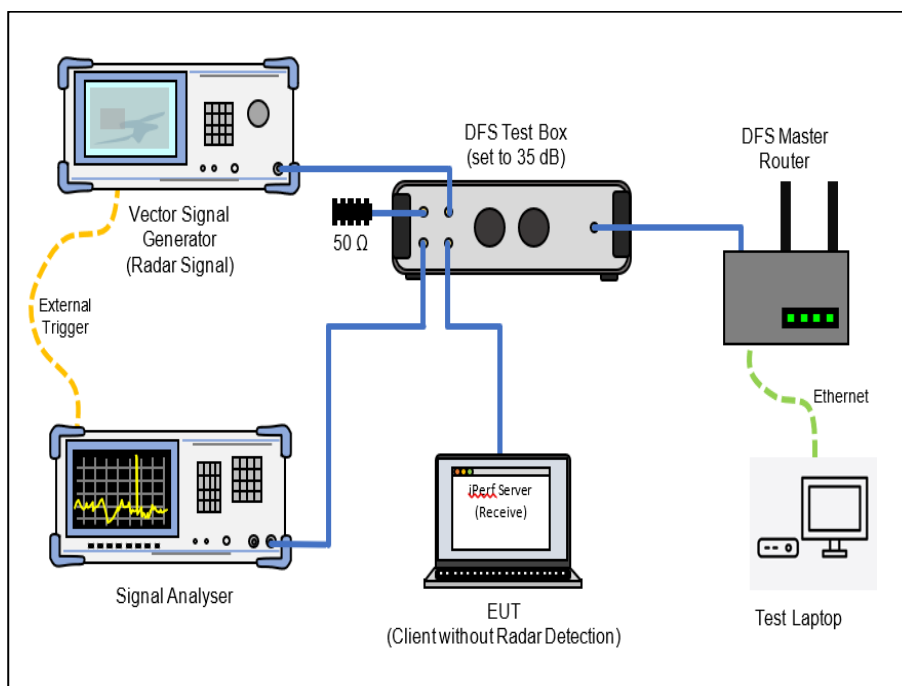 DFS Test Box
(set to 35 dB)
DFS Master
Router
Vector Signal
Generator
(Radar Signal)
50 Ω
External
Trigger
Ethernet
iPerf Server
(Receive)
Signal Analyser
EUT
(Client without Radar Detection)
Test Laptop